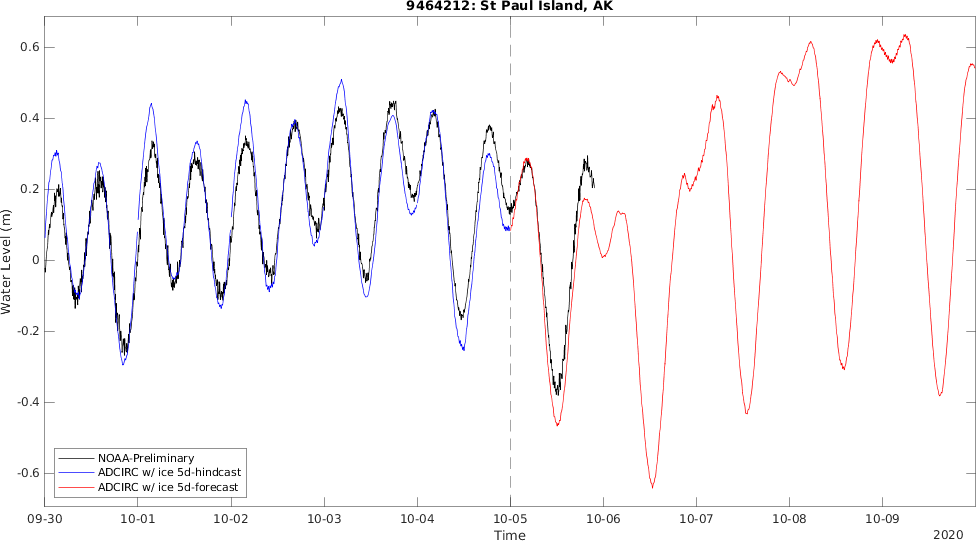 9464212: St Paul Island, AK
0.6
0.4
0.2
0
-0.2
-0.4
-0.6
Water Level (m)
NOAA-Preliminary
ADCIRC w/ ice 5d-hindcast
ADCIRC w/ ice 5d-forecast
09-30 10-01 10-02 10-03 10-04 10-05 10-06 10-07 10-08 10-09
Time
2020